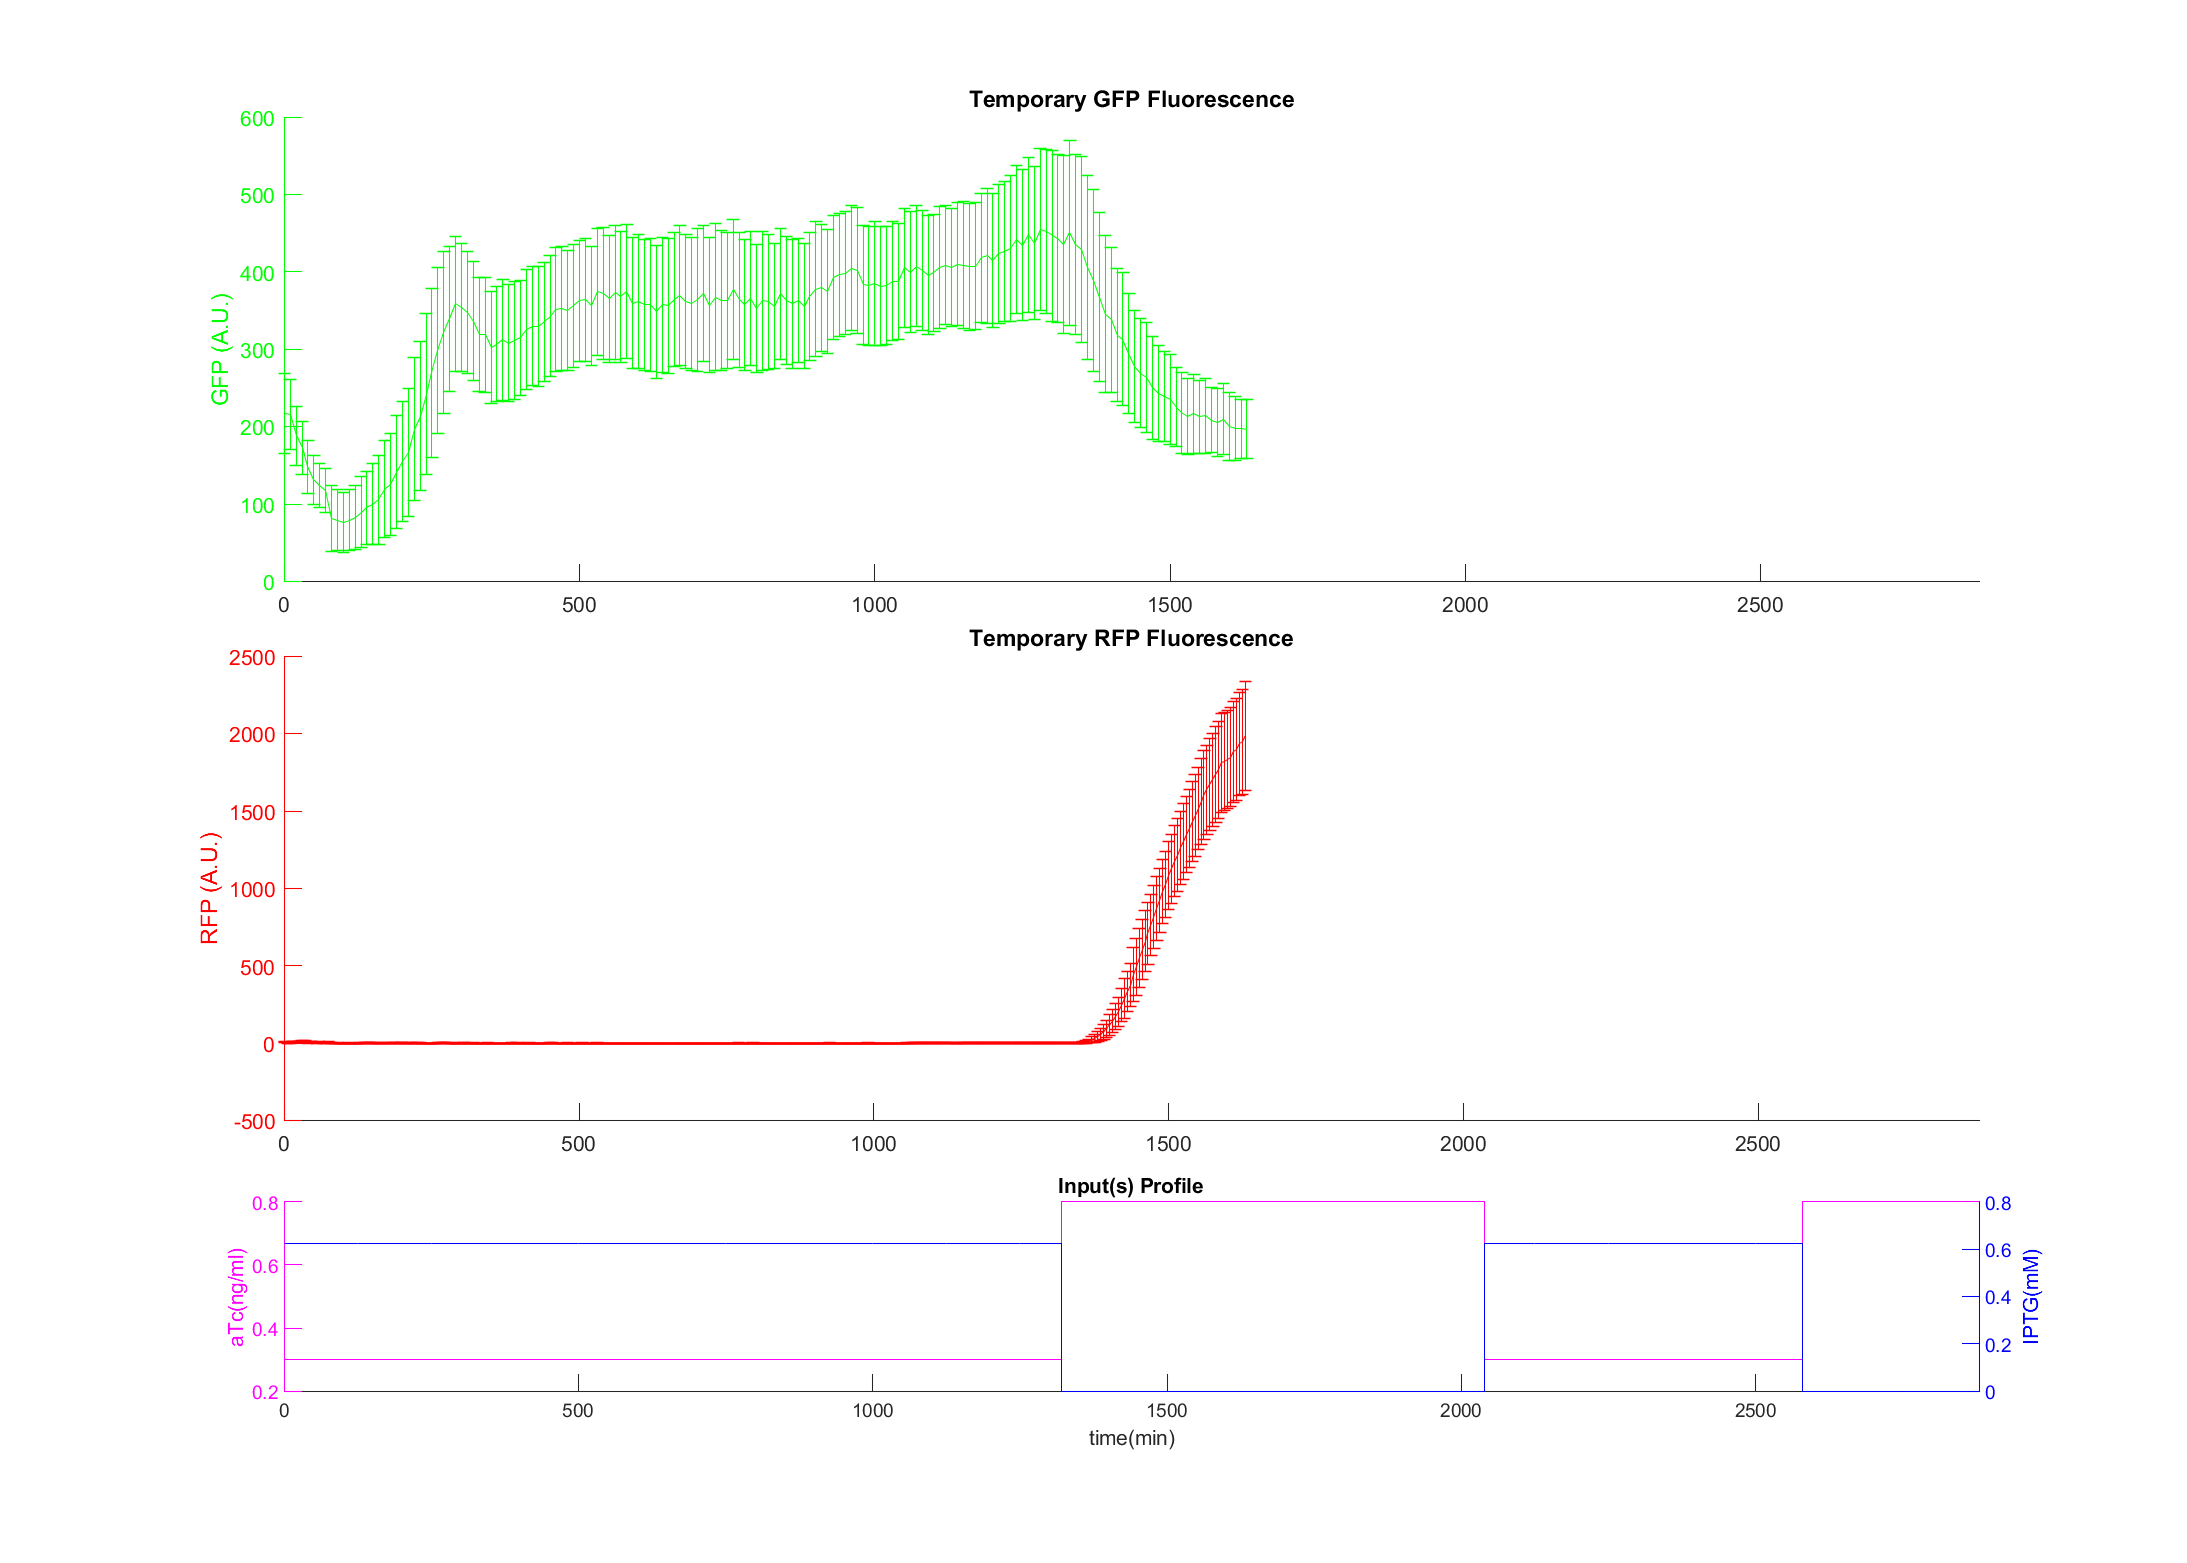 Temporary GFP Fluorescence
600
500
400
300
200
100
0
GFP (A.U.)
0 500 1000 1500 2000 2500
Temporary RFP Fluorescence
2500
2000
1500
1000
500
0
-500
RFP (A.U.)
0 500 1000 1500 2000 2500
Input(s) Profile
0.8
0.6
0.4
0.2
aTc(ng/ml)
0.8
0.6
0.4
0.2
0
IPTG(mM)
0 500 1000 1500 2000 2500
time(min)